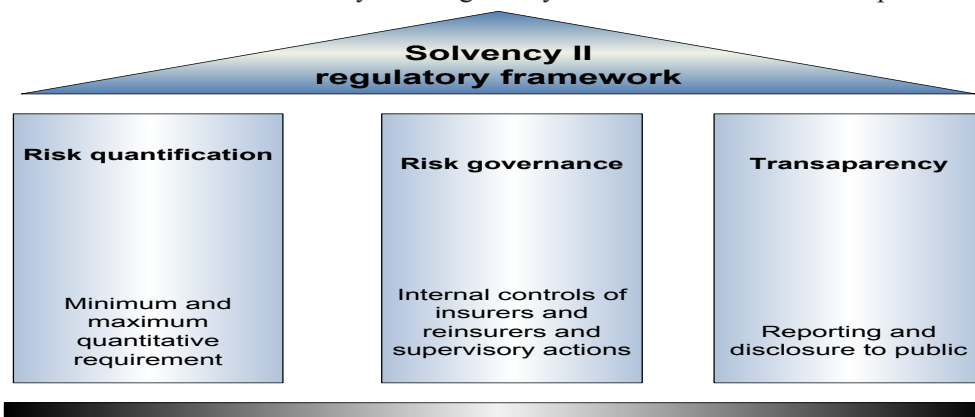 Solvency II
regulatory framework
Risk quantification
Minimum and
maximum
quantitative
requirement
Risk governance
Internal controls of
insurers and
reinsurers and
supervisory actions
Transaparency
Reporting and
disclosure to public